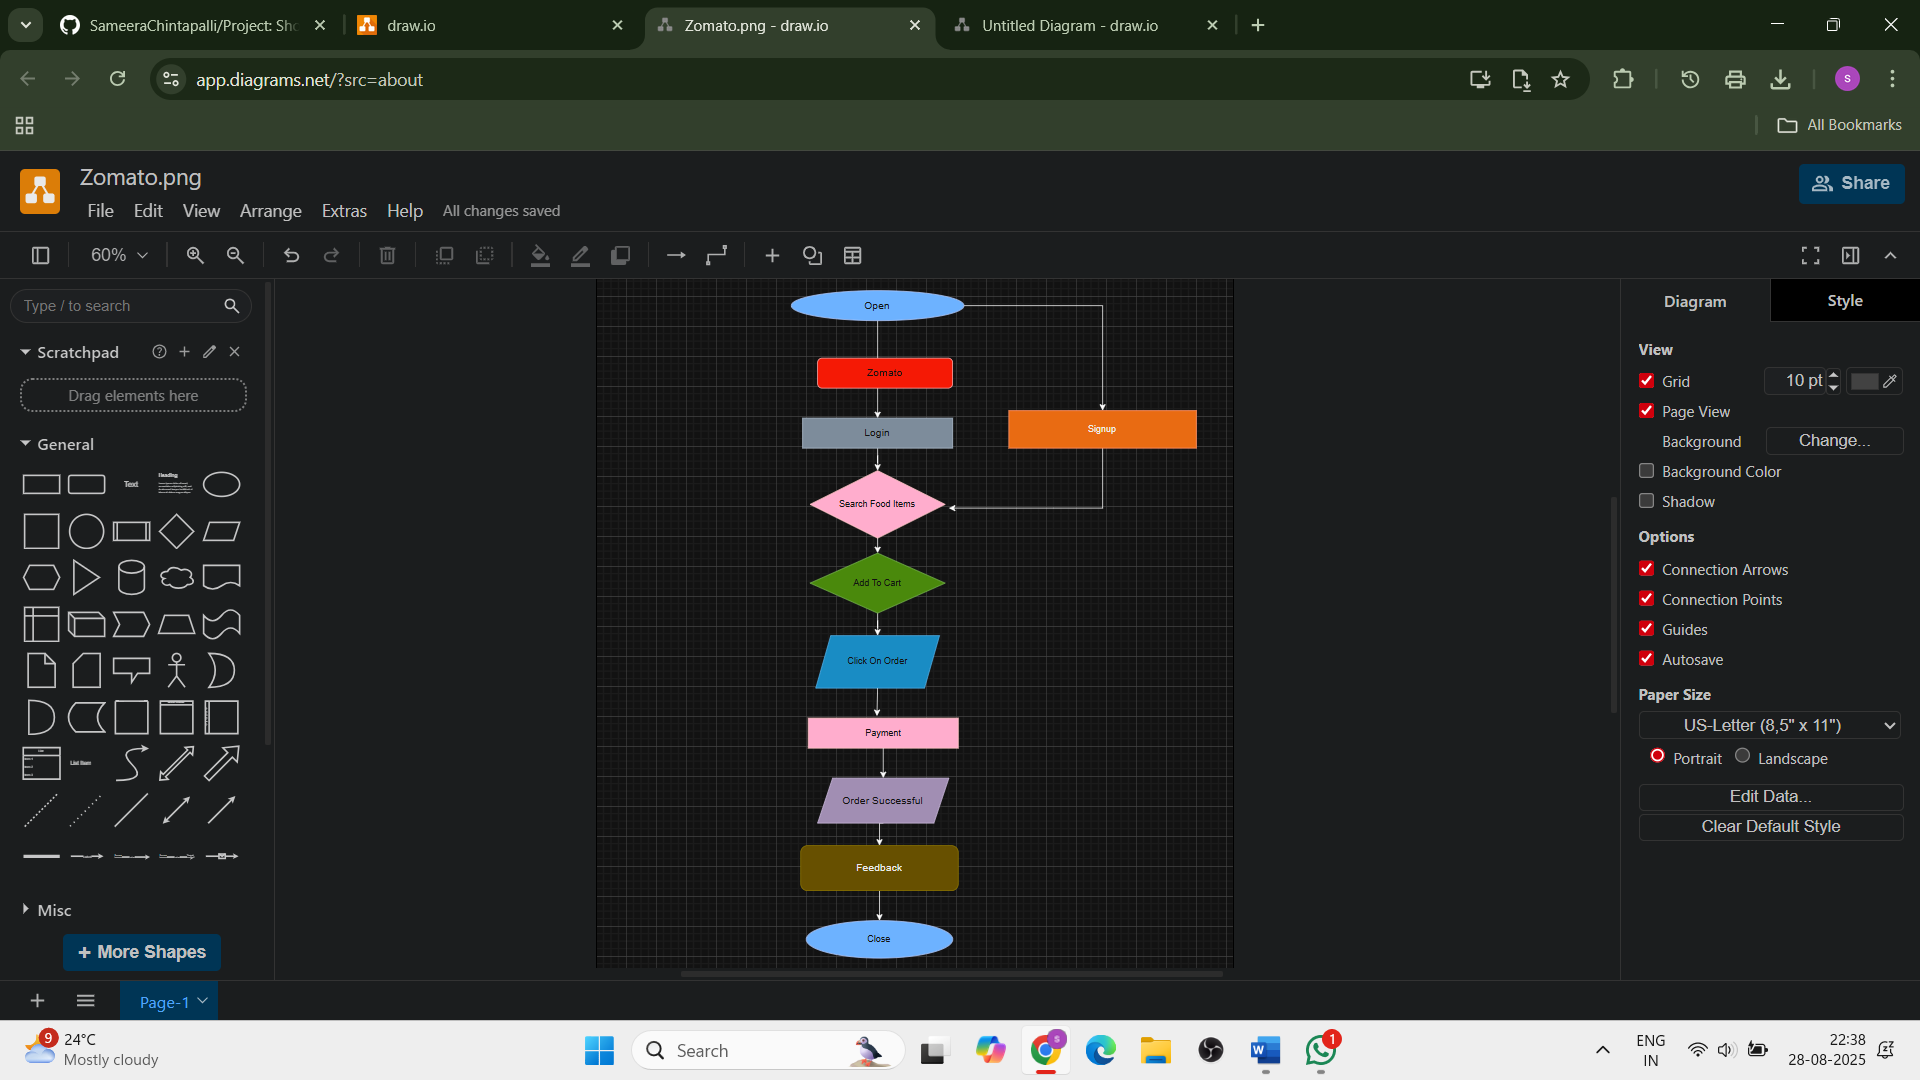 SameeraChintapalli/Project: Sho
draw.io
Zomato.png - draw.io
Untitled Diagram - draw.io
app.diagrams.net/?src=about
S
All Bookmarks
Zomato.png
File Edit View Arrange Extras Help All changes saved
Share
60%
Type / to search
Scratchpad
Drag elements here
General
Text
Heading
List Item
Misc
+ More Shapes
Open
Zomato
Login
Signup
Search Food Items
Add To Cart
Click On Order
Payment
Order Successful
Feedback
Close
Diagram
Style
View
Grid
10 pt
Page View
Background
Change...
Background Color
Shadow
Options
Connection Arrows
Connection Points
Guides
Autosave
Paper Size
US-Letter (8,5" x 11")
Portrait
Landscape
Edit Data...
Clear Default Style
Page-1
9
24°C
Mostly cloudy
Search
1
ENG
IN
22:38
28-08-2025